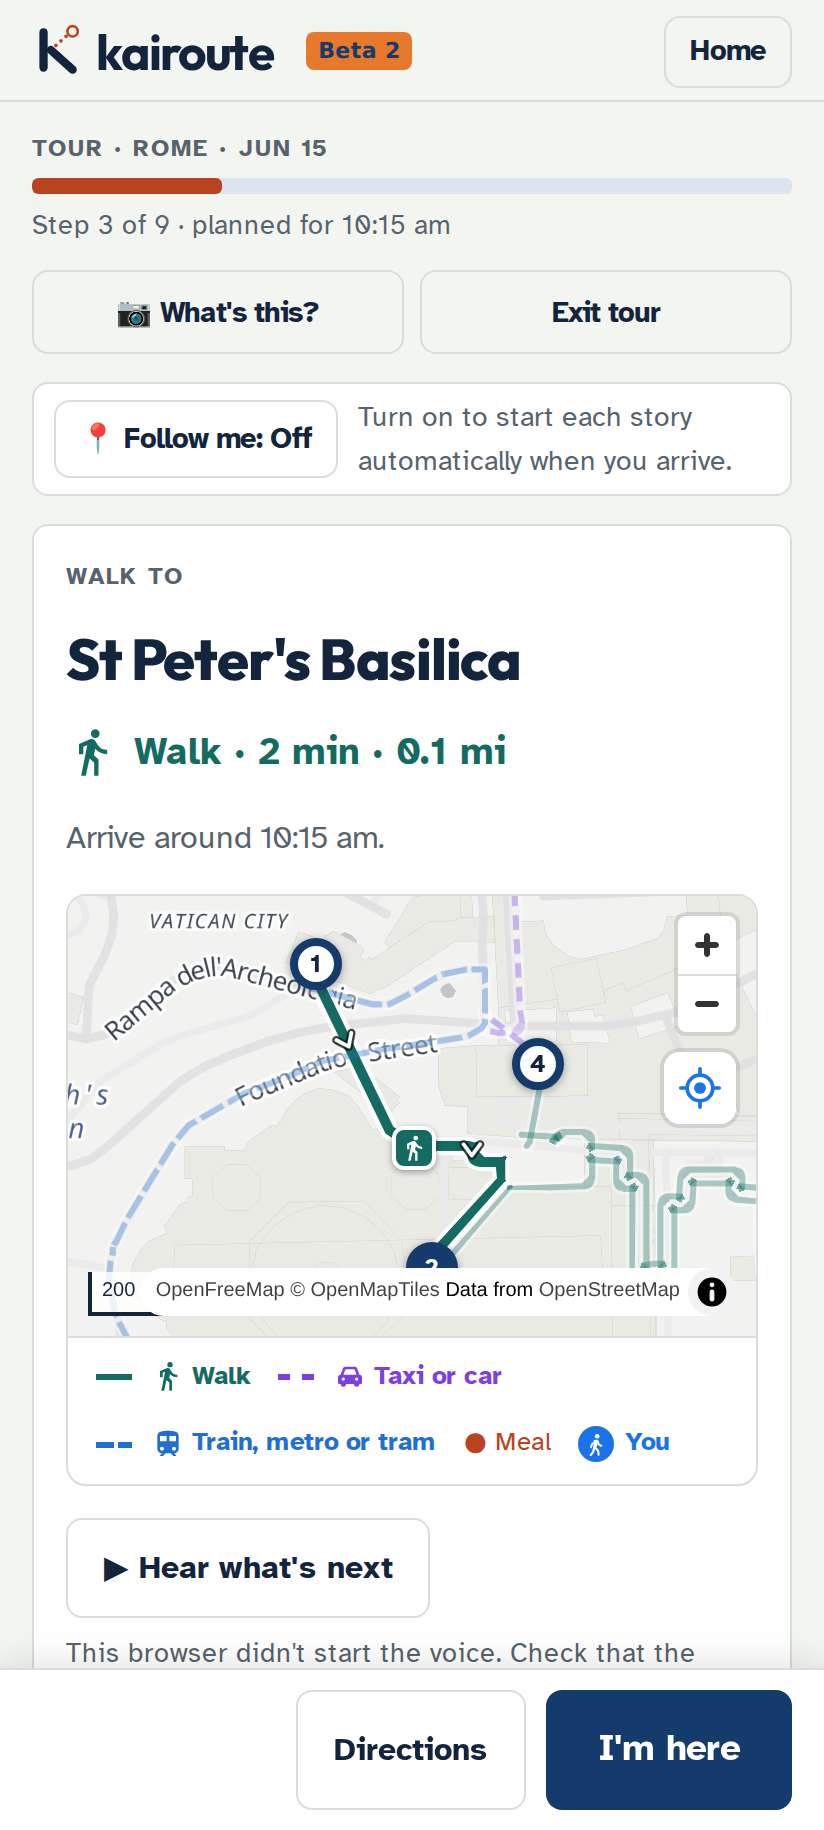 kairoute Beta 2 Home
TOUR · ROME · JUN 15
Step 3 of 9 · planned for 10:15 am
What's this? Exit tour
Follow me: Off
Turn on to start each story
automatically when you arrive.
WALK TO
St Peter's Basilica
Walk · 2 min · 0.1 mi
Arrive around 10:15 am.
VATICAN CITY
1
Rampa dell'Archeologia
Foundation Street
4
h's
n
2
200
OpenFreeMap © OpenMapTiles Data from OpenStreetMap
Walk Taxi or car
Train, metro or tram Meal You
▶ Hear what's next
This browser didn't start the voice. Check that the
Directions I'm here